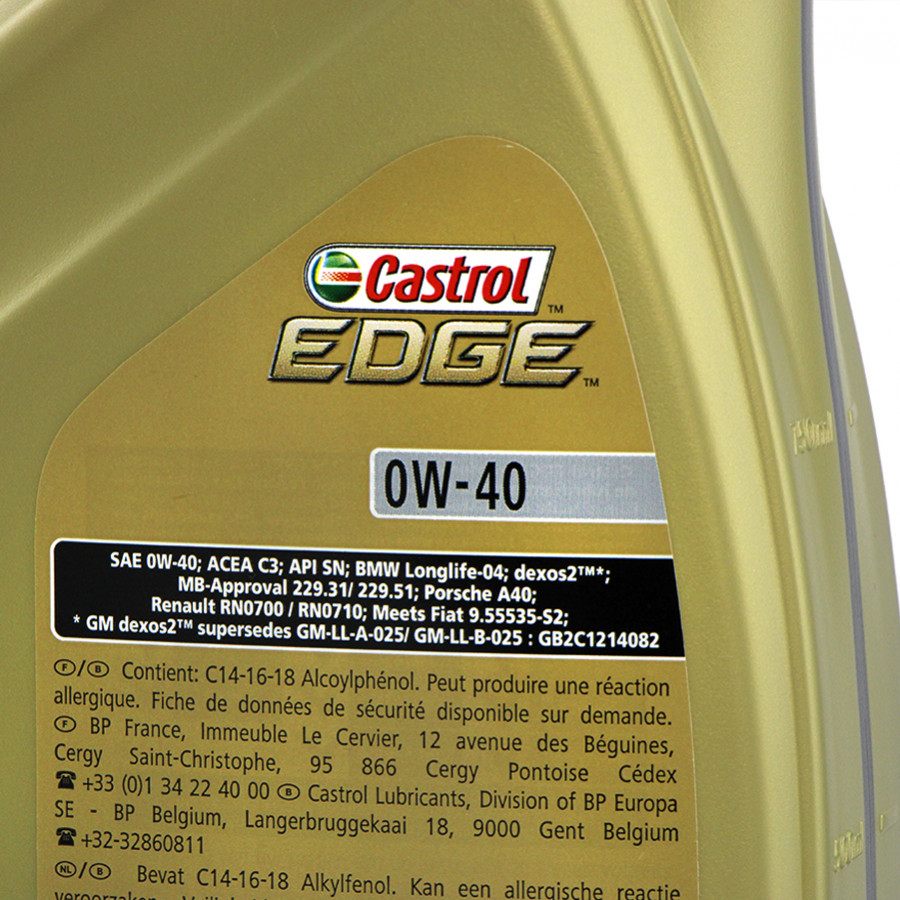 Castrol™
EDGE™
0W-40
SAE 0W-40; ACEA C3; API SN; BMW Longlife-04; dexos2™*;
MB-Approval 229.31/ 229.51; Porsche A40;
Renault RN0700 / RN0710; Meets Fiat 9.55535-S2;
* GM dexos2™ supersedes GM-LL-A-025/ GM-LL-B-025 : GB2C1214082
F/B Contient: C14-16-18 Alcoylphénol. Peut produire une réaction
allergique. Fiche de données de sécurité disponible sur demande.
F BP France, Immeuble Le Cervier, 12 avenue des Béguines,
Cergy Saint-Christophe, 95 866 Cergy Pontoise Cédex
☎ +33 (0)1 34 22 40 00 B Castrol Lubricants, Division of BP Europa
SE - BP Belgium, Langerbruggekaai 18, 9000 Gent Belgium
☎ +32-32860811
NL/B Bevat C14-16-18 Alkylfenol. Kan een allergische reactie